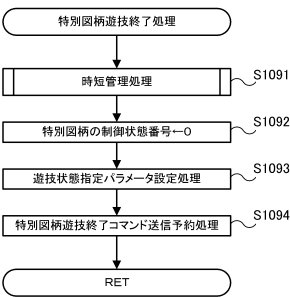 特別図柄遊技終了処理
時短管理処理
S1091
特別図柄の制御状態番号←0
S1092
遊技状態指定パラメータ設定処理
S1093
特別図柄遊技終了コマンド送信予約処理
S1094
RET